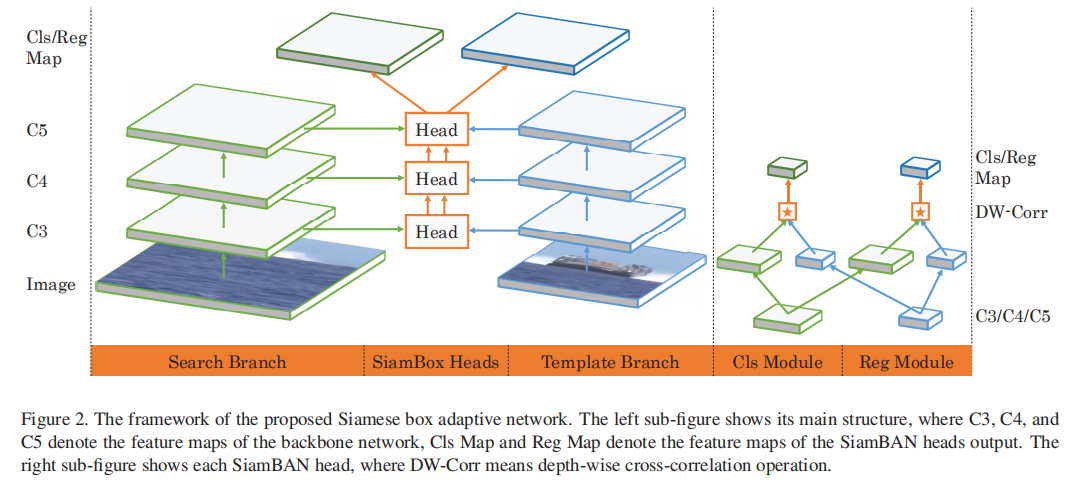 Cls/Reg
Map
C5
C4
C3
Image
Head
Head
Head
Search Branch
SiamBox Heads
Template Branch
Cls/Reg
Map
DW-Corr
C3/C4/C5
Cls Module
Reg Module
Figure 2. The framework of the proposed Siamese box adaptive network. The left sub-figure shows its main structure, where C3, C4, and
C5 denote the feature maps of the backbone network, Cls Map and Reg Map denote the feature maps of the SiamBAN heads output. The
right sub-figure shows each SiamBAN head, where DW-Corr means depth-wise cross-correlation operation.